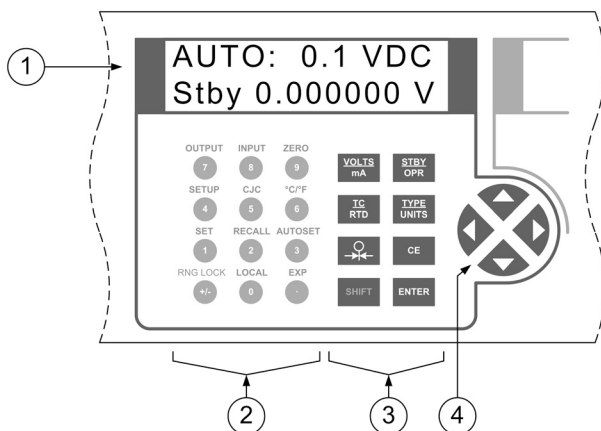 1
AUTO: 0.1 VDC
Stby 0.000000 V
OUTPUT INPUT ZERO
7 8 9
SETUP CJC °C/°F
4 5 6
SET RECALL AUTOSET
1 2 3
RNG LOCK LOCAL EXP
+/- 0 .
VOLTS
mA
STBY
OPR
TC
RTD
TYPE
UNITS
CE
SHIFT ENTER
2 3 4